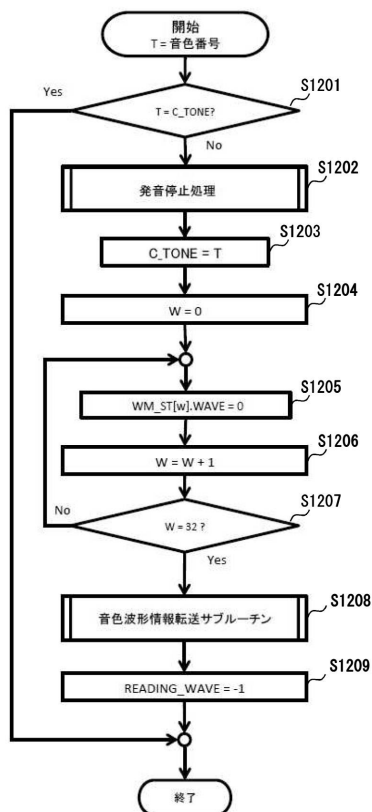 開始
T = 音色番号
S1201
Yes
T = C_TONE?
No
S1202
発音停止処理
S1203
C_TONE = T
S1204
W = 0
S1205
WM_ST[w].WAVE = 0
S1206
W = W + 1
S1207
No
W = 32 ?
Yes
S1208
音色波形情報転送サブルーチン
S1209
READING_WAVE = -1
終了